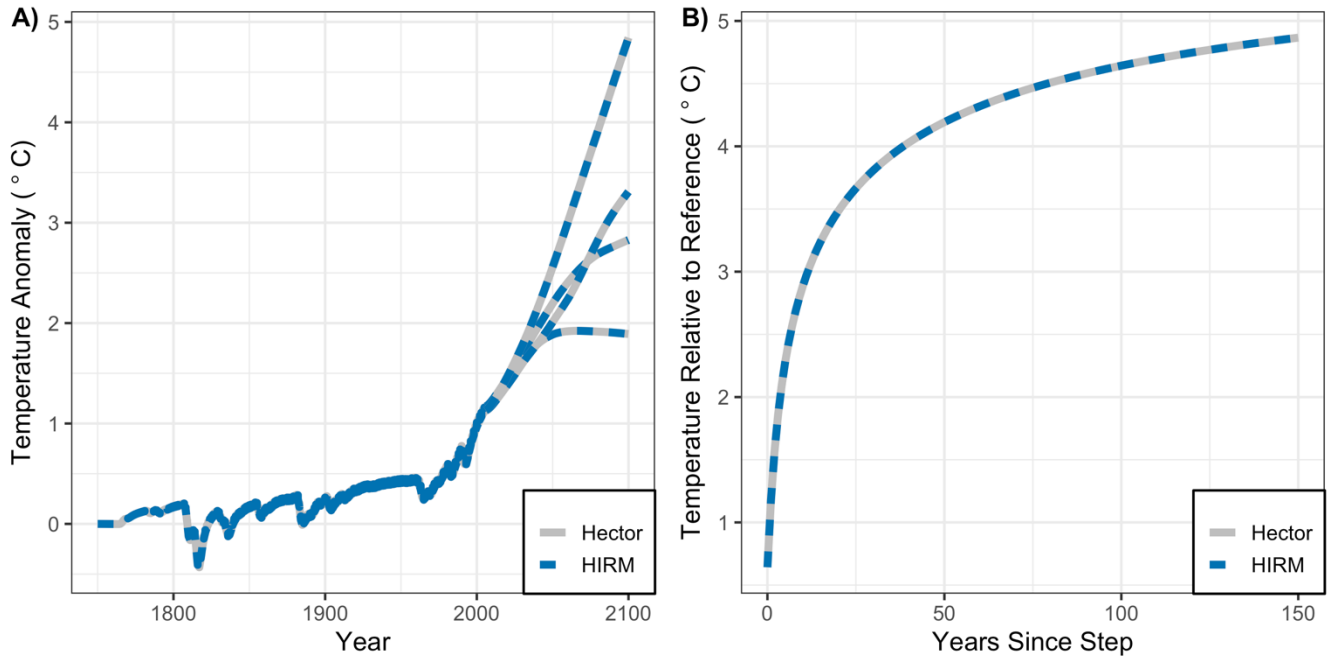 A)
Temperature Anomaly ( ° C)
5
4
3
2
1
0
1800
1900
2000
2100
Year
Hector
HIRM
B)
Temperature Relative to Reference ( ° C)
5
4
3
2
1
0
50
100
150
Years Since Step
Hector
HIRM